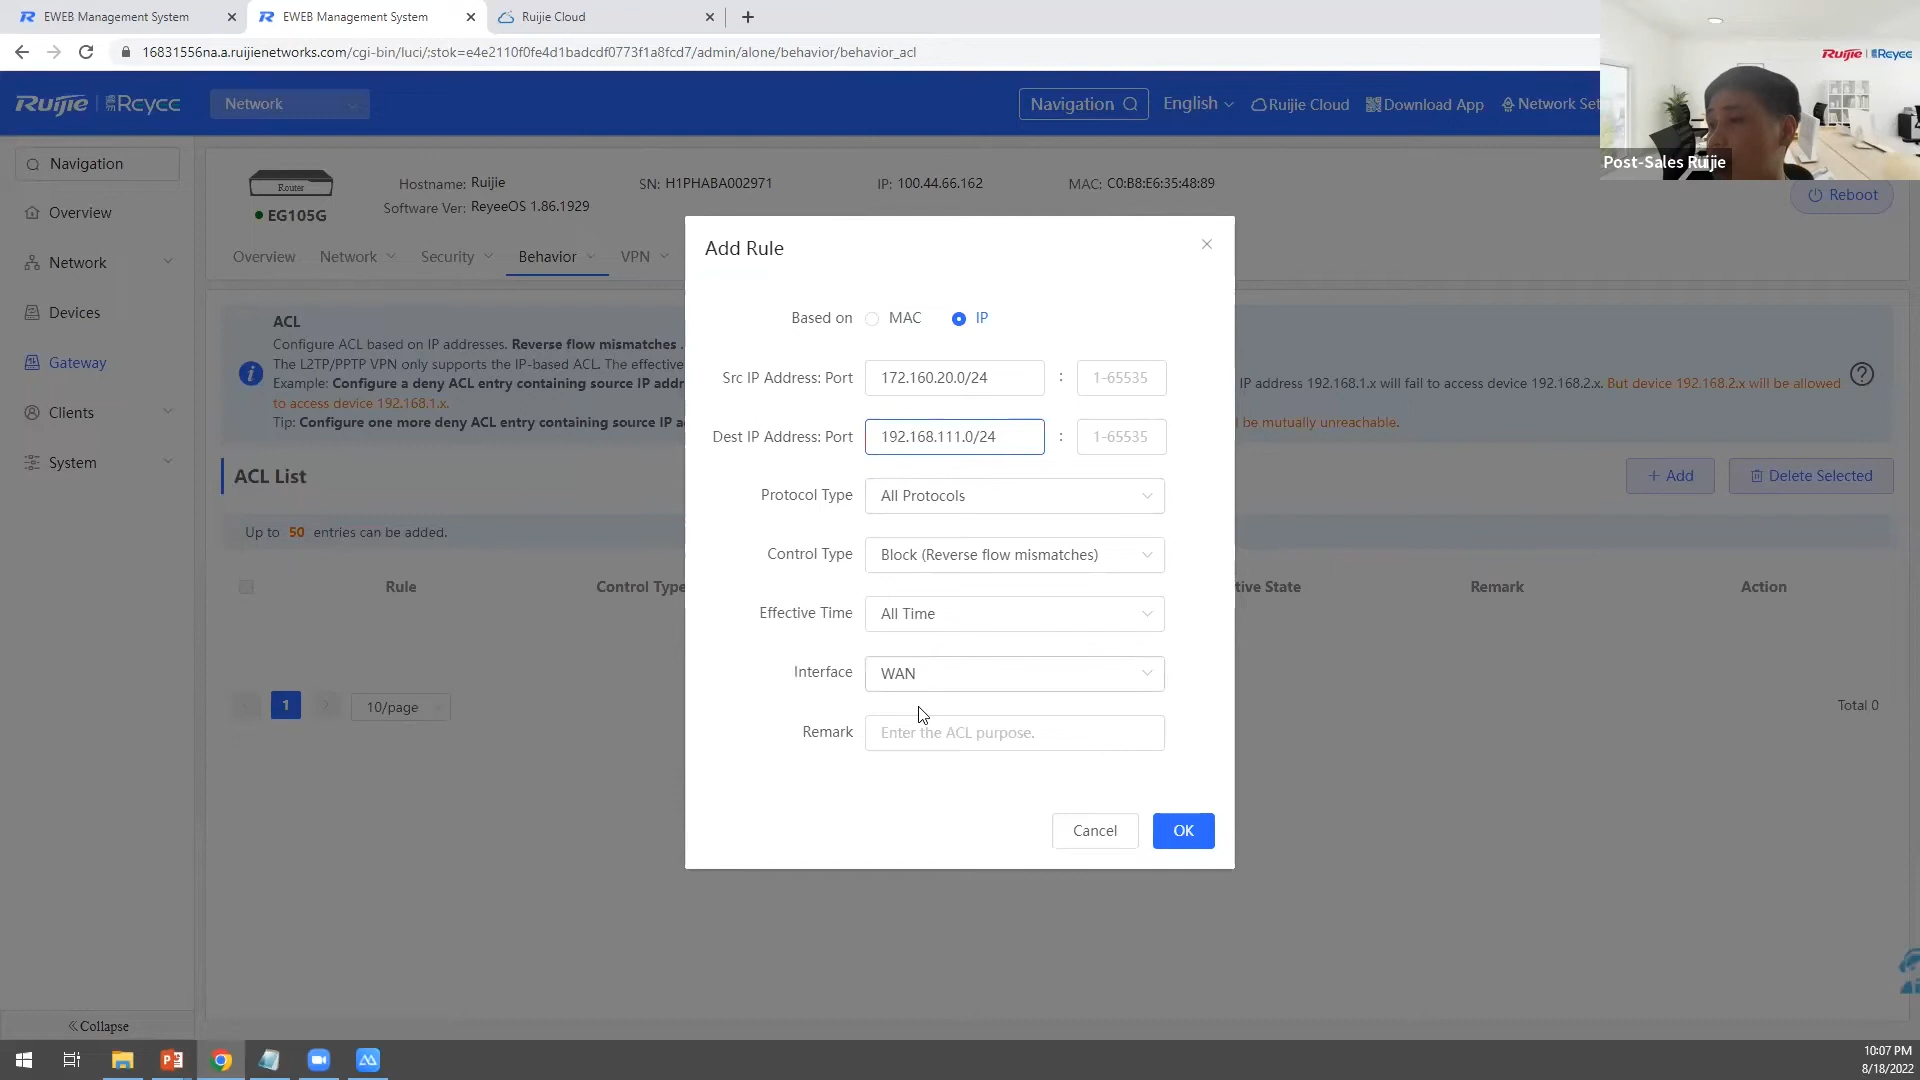 EWEB Management System
EWEB Management System
Ruijie Cloud
16831556na.a.ruijienetworks.com/cgi-bin/luci/;stok=e4e2110f0fe4d1badcdf0773f1a8fcd7/admin/alone/behavior/behavior_acl
Ruijie | Reyee
Network
Navigation
English
Ruijie Cloud
Download App
Network Set
Ruijie | Reyee
Post-Sales Ruijie
Navigation
Overview
Network
Devices
Gateway
Clients
System
Collapse
Router
EG105G
Hostname: Ruijie
SN: H1PHABA002971
IP: 100.44.66.162
MAC: C0:B8:E6:35:48:89
Software Ver: ReyeeOS 1.86.1929
Reboot
Overview
Network
Security
Behavior
VPN
ACL
Configure ACL based on IP addresses. Reverse flow mismatches .
The L2TP/PPTP VPN only supports the IP-based ACL. The effective
Example: Configure a deny ACL entry containing source IP addr
IP address 192.168.1.x will fail to access device 192.168.2.x. But device 192.168.2.x will be allowed
to access device 192.168.1.x.
Tip: Configure one more deny ACL entry containing source IP a
l be mutually unreachable.
ACL List
+ Add
Delete Selected
Up to 50 entries can be added.
Rule
Control Type
tive State
Remark
Action
1
10/page
Total 0
Add Rule
Based on
MAC
IP
Src IP Address: Port
172.160.20.0/24
:
1-65535
Dest IP Address: Port
192.168.111.0/24
:
1-65535
Protocol Type
All Protocols
Control Type
Block (Reverse flow mismatches)
Effective Time
All Time
Interface
WAN
Remark
Enter the ACL purpose.
Cancel
OK
10:07 PM
8/18/2022